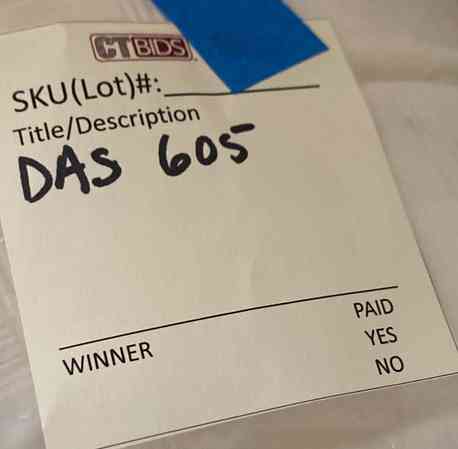 CTBIDS
SKU(Lot)#:
Title/Description
DAS 605
PAID
WINNER YES
NO